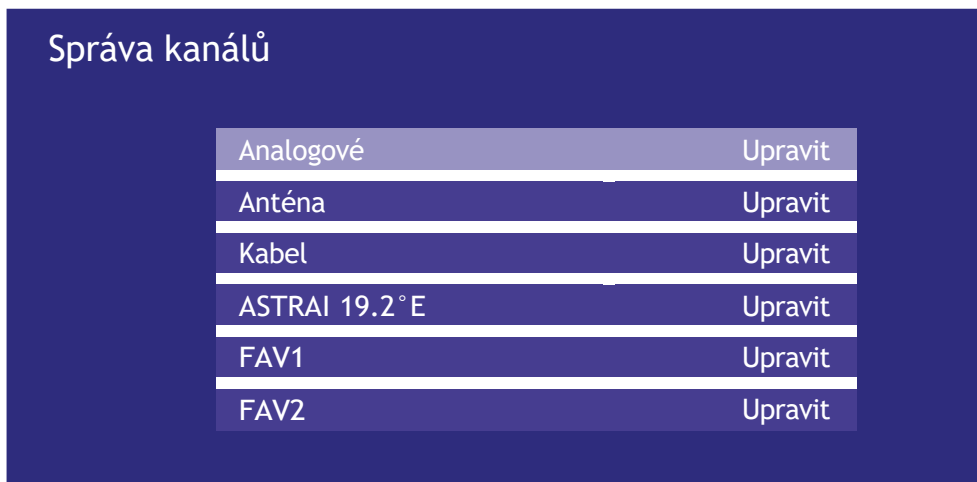 Správa kanálů
Analogové Upravit
Anténa Upravit
Kabel Upravit
ASTRAI 19.2°E Upravit
FAV1 Upravit
FAV2 Upravit